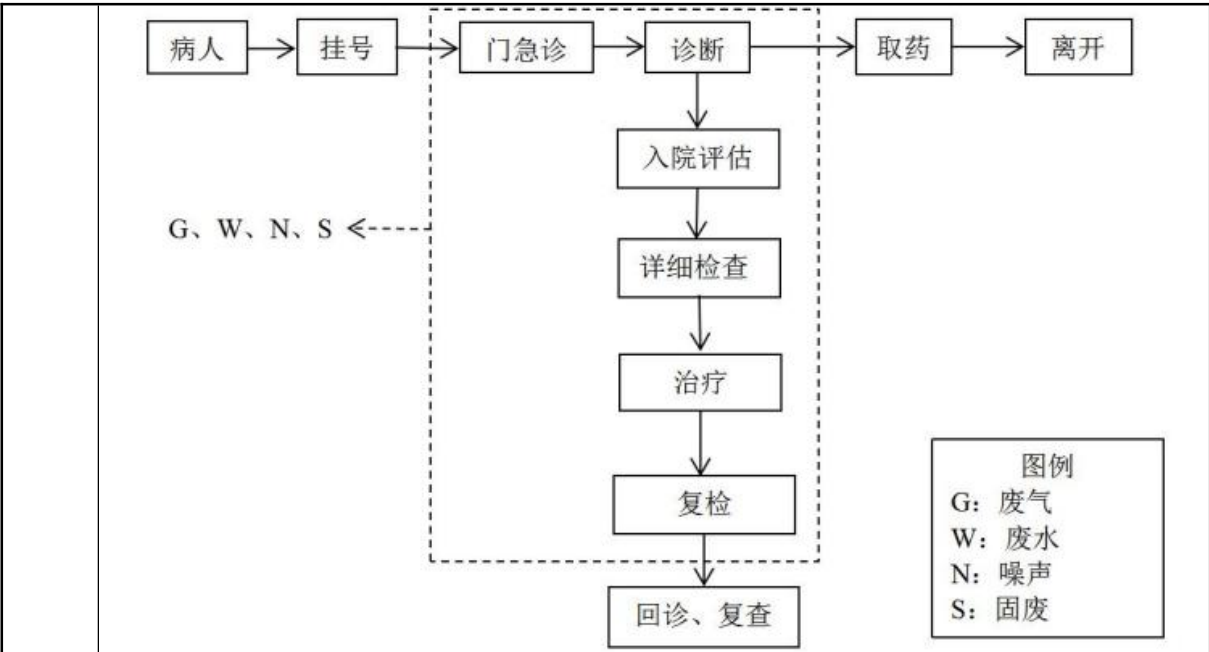 病人 挂号 门急诊 诊断 取药 离开
入院评估
G、W、N、S
详细检查
治疗
复检
回诊、复查
图例
G：废气
W：废水
N：噪声
S：固废